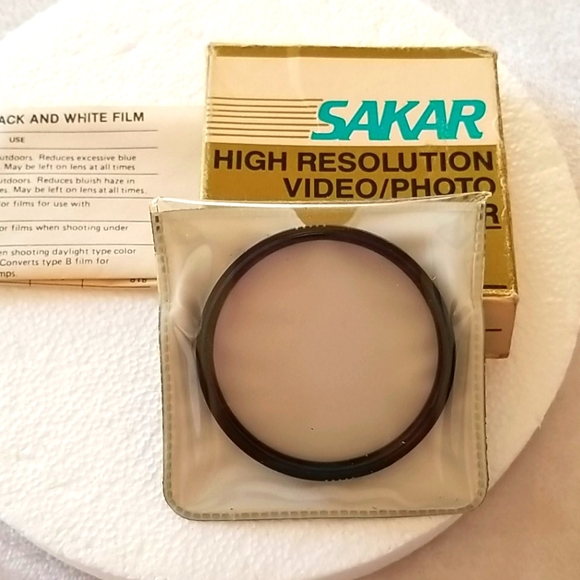 SAKAR
HIGH RESOLUTION
VIDEO/PHOTO
R
ACK AND WHITE FILM
USE
utdoors. Reduces excessive blue
May be left on lens at all times
utdoors. Reduces bluish haze in
es. May be left on lens at all times.
or films for use with
or films when shooting under
en shooting daylight type color
Converts type B film for
mps.